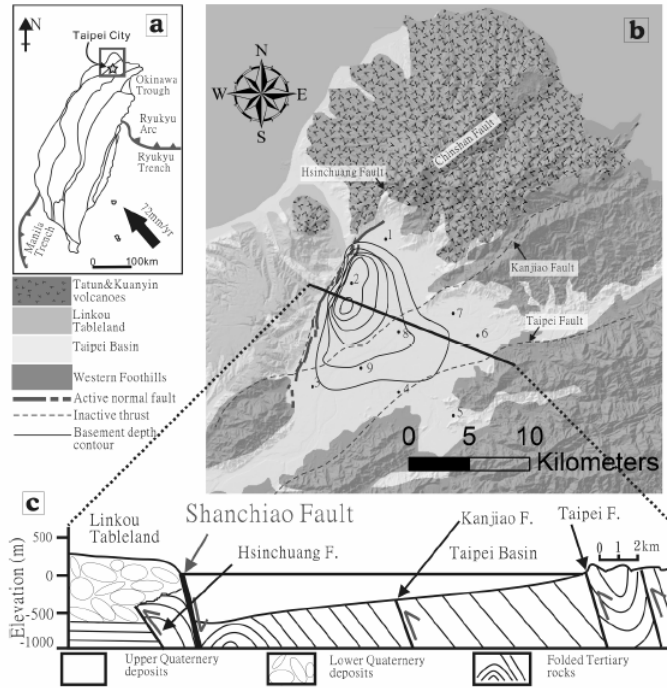 a
N
Taipei City
Okinawa
Trough
Ryukyu
Arc
Ryukyu
Trench
72mm/yr
Manila
Trench
0 100km
Tatun&Kuanyin
volcanoes
Linkou
Tableland
Taipei Basin
Western Foothills
Active normal fault
Inactive thrust
Basement depth
contour
b
N
W E
S
Chinshan Fault
Hsinchuang Fault
Kanjiao Fault
Taipei Fault
1
2
7
8
6
9
5
0 5 10
Kilometers
c
Linkou
Tableland
Shanchiao Fault
Hsinchuang F.
Kanjiao F.
Taipei Basin
Taipei F.
0 1 2km
Elevation (m)
500
0
-500
-1000
Upper Quaternery
deposits
Lower Quaternery
deposits
Folded Tertiary
rocks